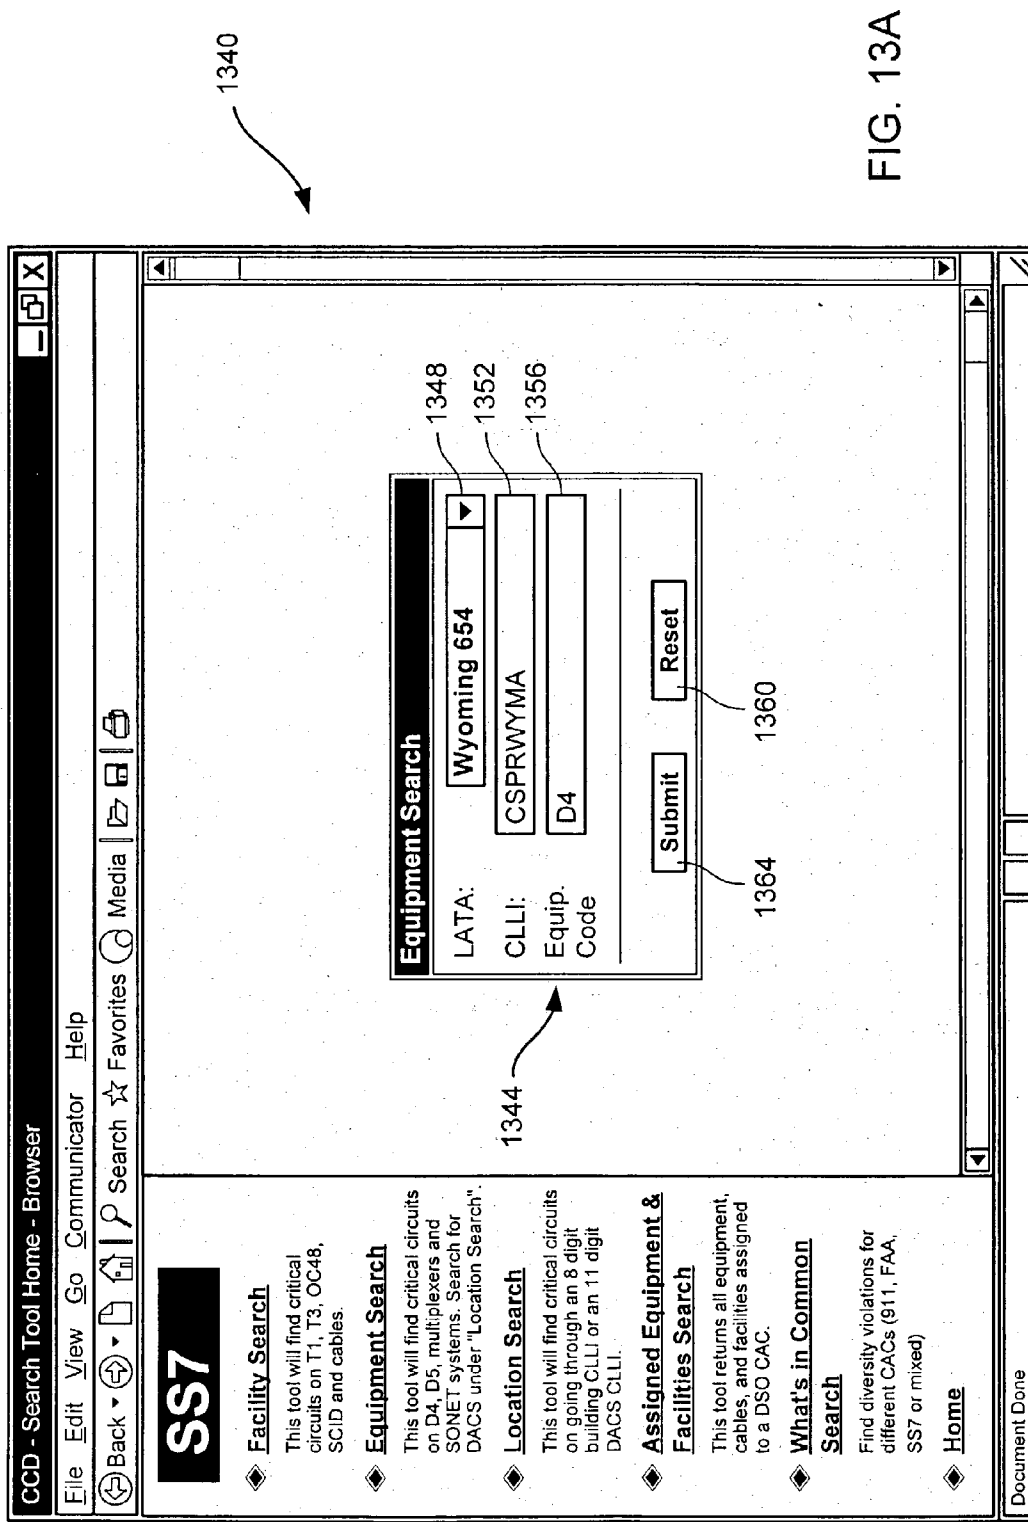 CCD - Search Tool Home - Browser
File Edit View Go Communicator Help
Back Search Favorites Media
SS7
Facility Search
This tool will find critical
circuits on T1, T3, OC48,
SCID and cables.
Equipment Search
This tool will find critical circuits
on D4, D5, multiplexers and
SONET systems. Search for
DACS under "Location Search".
Location Search
This tool will find critical circuits
on going through an 8 digit
building CLLI or an 11 digit
DACS CLLI.
Assigned Equipment &
Facilities Search
This tool returns all equipment,
cables, and facilities assigned
to a DSO CAC.
What's in Common
Search
Find diversity violations for
different CACs (911, FAA,
SS7 or mixed)
Home
Equipment Search
LATA: Wyoming 654
CLLI: CSPRWYMA
Equip. D4
Code
Submit Reset
1344
1348
1352
1356
1364
1360
Document Done
1340
FIG. 13A